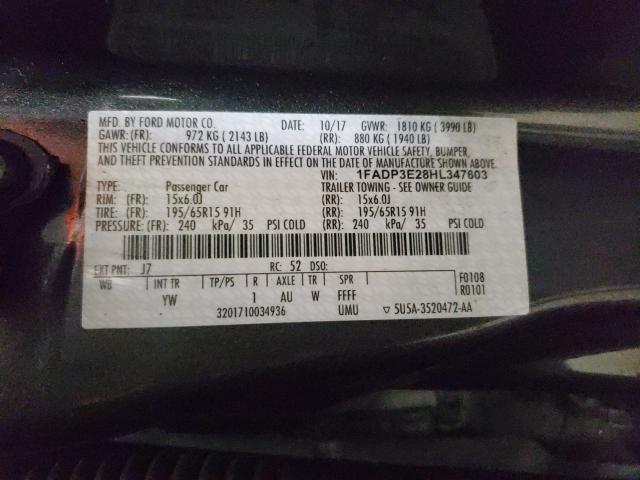 MFD. BY FORD MOTOR CO. DATE: 10/17 GVWR: 1810 KG ( 3990 LB )
GAWR: (FR): 972 KG ( 2143 LB) (RR): 880 KG ( 1940 LB)
THIS VEHICLE CONFORMS TO ALL APPLICABLE FEDERAL MOTOR VEHICLE SAFETY, BUMPER,
AND THEFT PREVENTION STANDARDS IN EFFECT ON THE DATE OF MANUFACTURE SHOWN ABOVE.
VIN: 1FADP3E28HL347603
TYPE: Passenger Car TRAILER TOWING - SEE OWNER GUIDE
RIM: (FR): 15x6.0J (RR): 15x6.0J
TIRE: (FR): 195/65R15 91H (RR): 195/65R15 91H
PRESSURE: (FR): 240 kPa/ 35 PSI COLD (RR): 240 kPa/ 35 PSI COLD
EXT PNT: J7 RC: 52 DSO:
WB INT TR TP/PS R AXLE TR SPR F0108
YW 1 AU W FFFF R0101
3201710034936 UMU ▽ 5U5A-3520472-AA